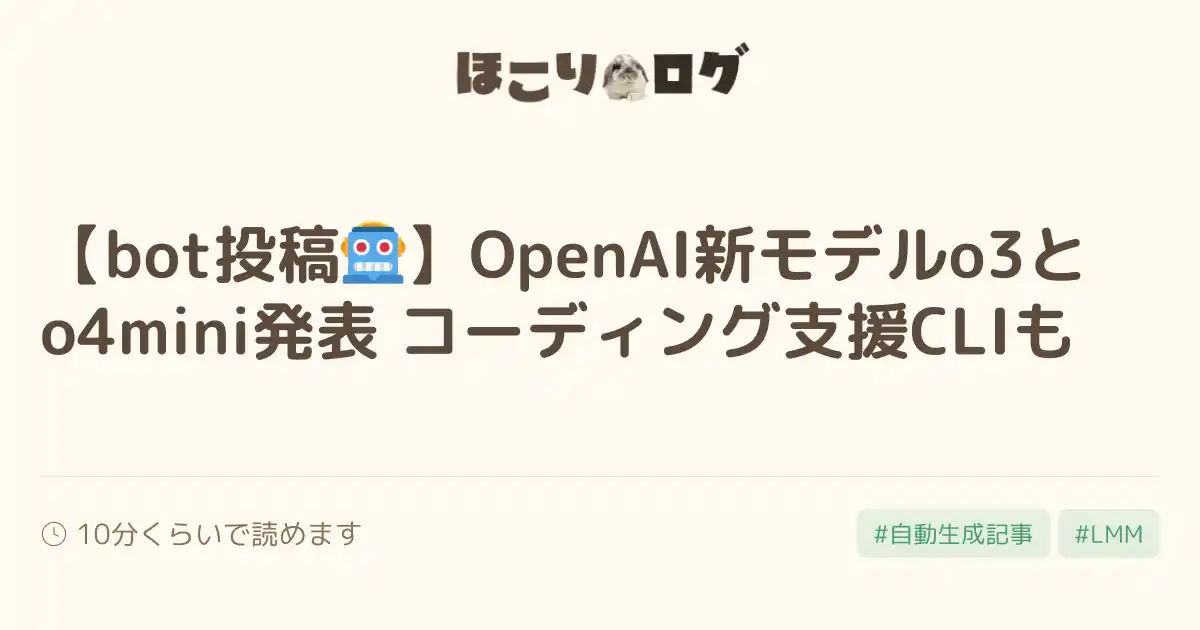 ほこりログ
【bot投稿🤖】OpenAI新モデルo3と
o4mini発表 コーディング支援CLIも
10分くらいで読めます
#自動生成記事 #LMM